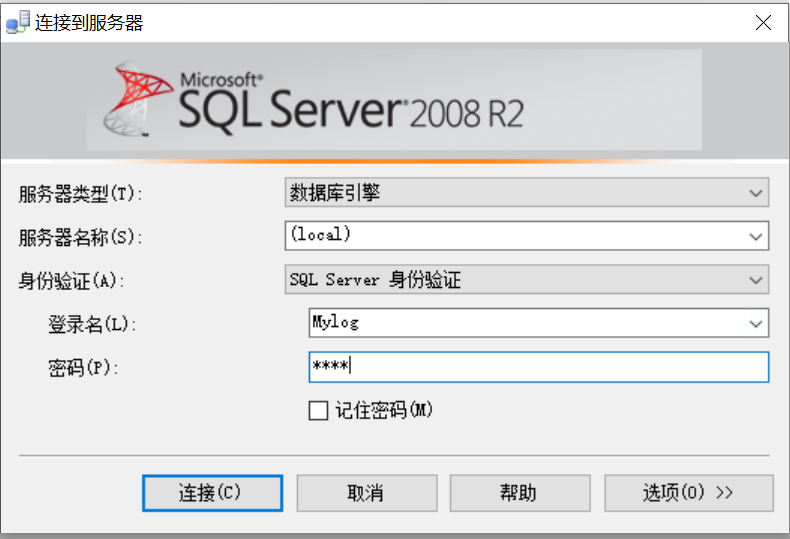 连接到服务器
Microsoft®
SQL Server® 2008 R2
服务器类型(T): 数据库引擎
服务器名称(S): (local)
身份验证(A): SQL Server 身份验证
登录名(L): Mylog
密码(P): ****
记住密码(M)
连接(C) 取消 帮助 选项(O) >>